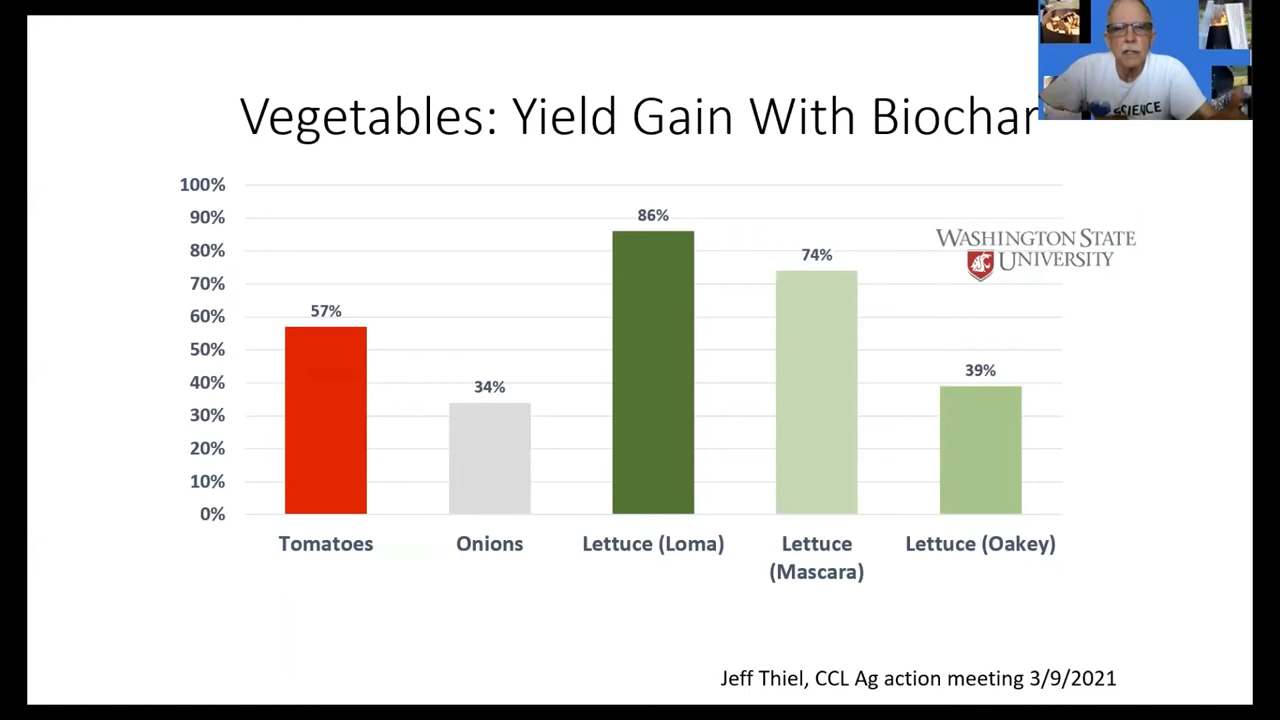 Vegetables: Yield Gain With Biochar
SCIENCE
100%
90%
80%
70%
60%
50%
40%
30%
20%
10%
0%
57%
34%
86%
74%
39%
WASHINGTON STATE
UNIVERSITY
Tomatoes
Onions
Lettuce (Loma)
Lettuce
(Mascara)
Lettuce (Oakey)
Jeff Thiel, CCL Ag action meeting 3/9/2021